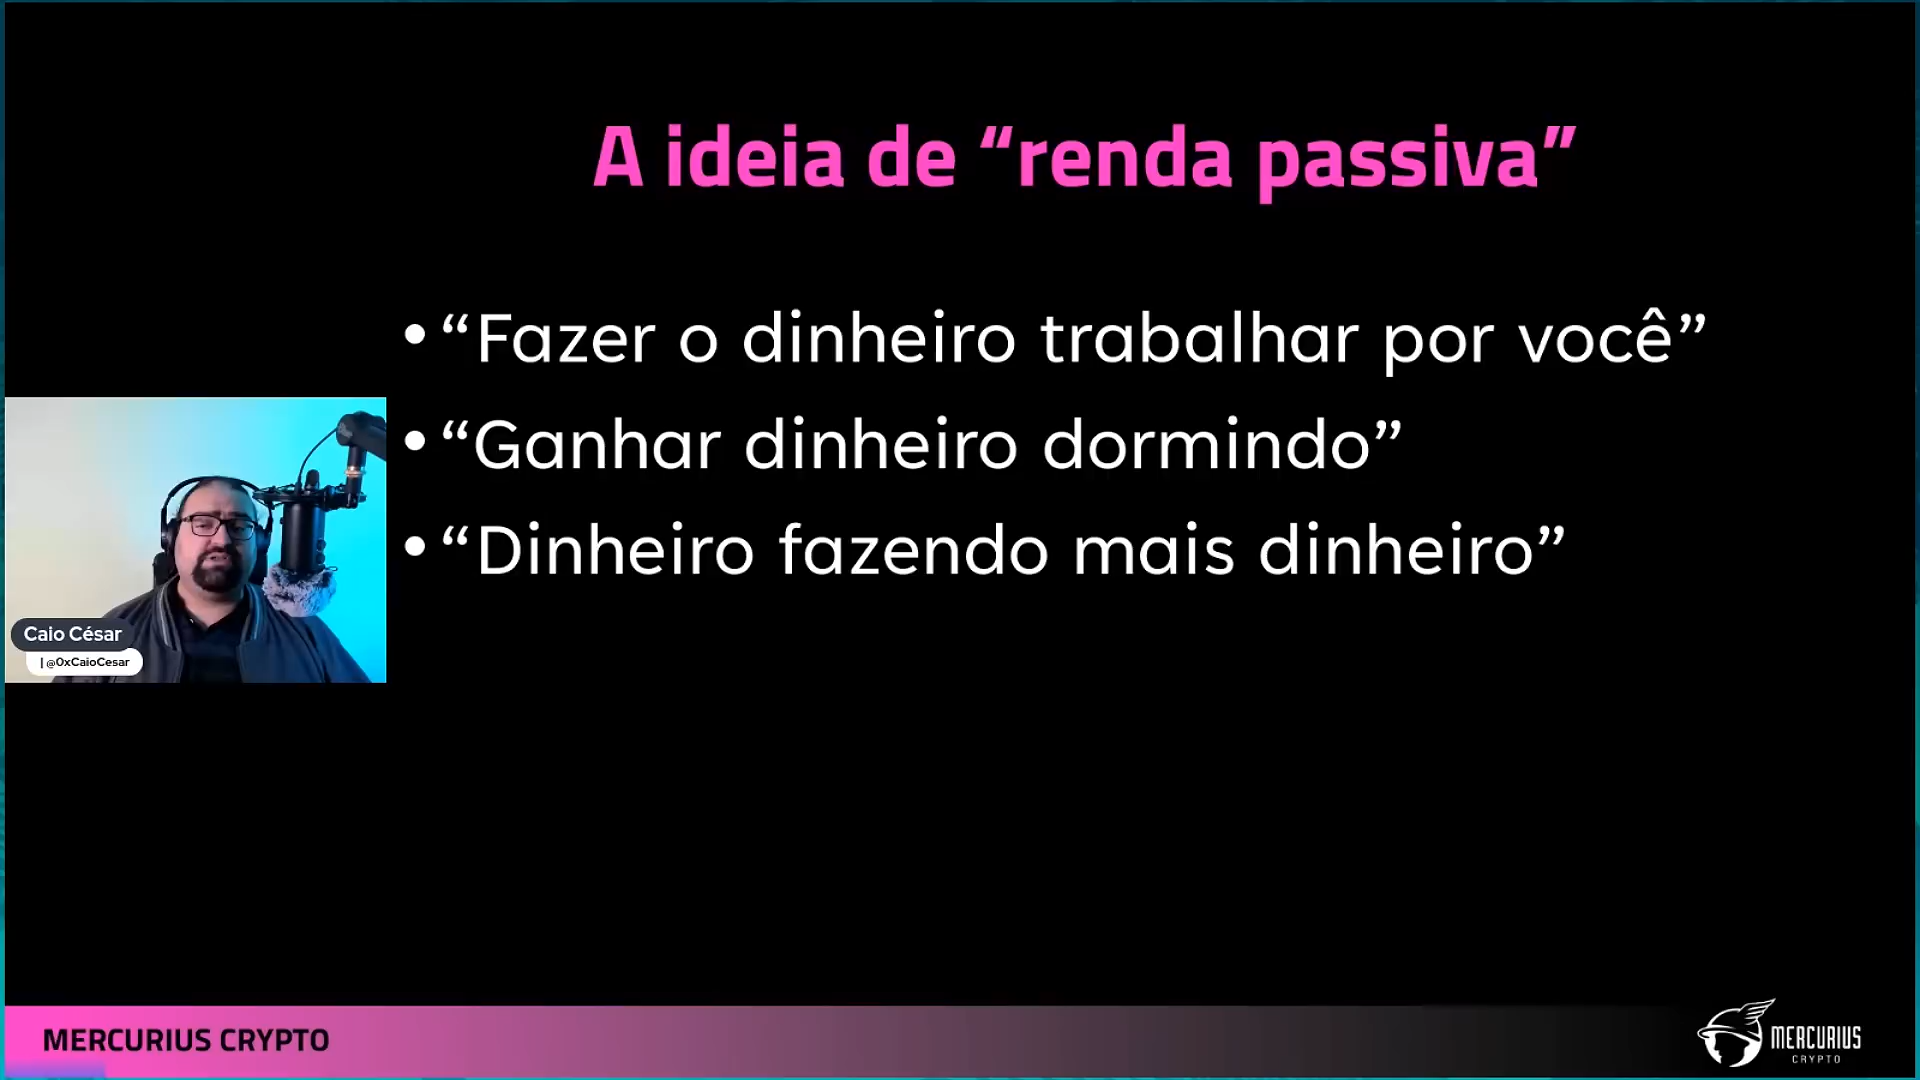 A ideia de “renda passiva”
• “Fazer o dinheiro trabalhar por você”
• “Ganhar dinheiro dormindo”
• “Dinheiro fazendo mais dinheiro”
Caio César
| @0xCaioCesar
MERCURIUS CRYPTO
MERCURIUS
CRYPTO